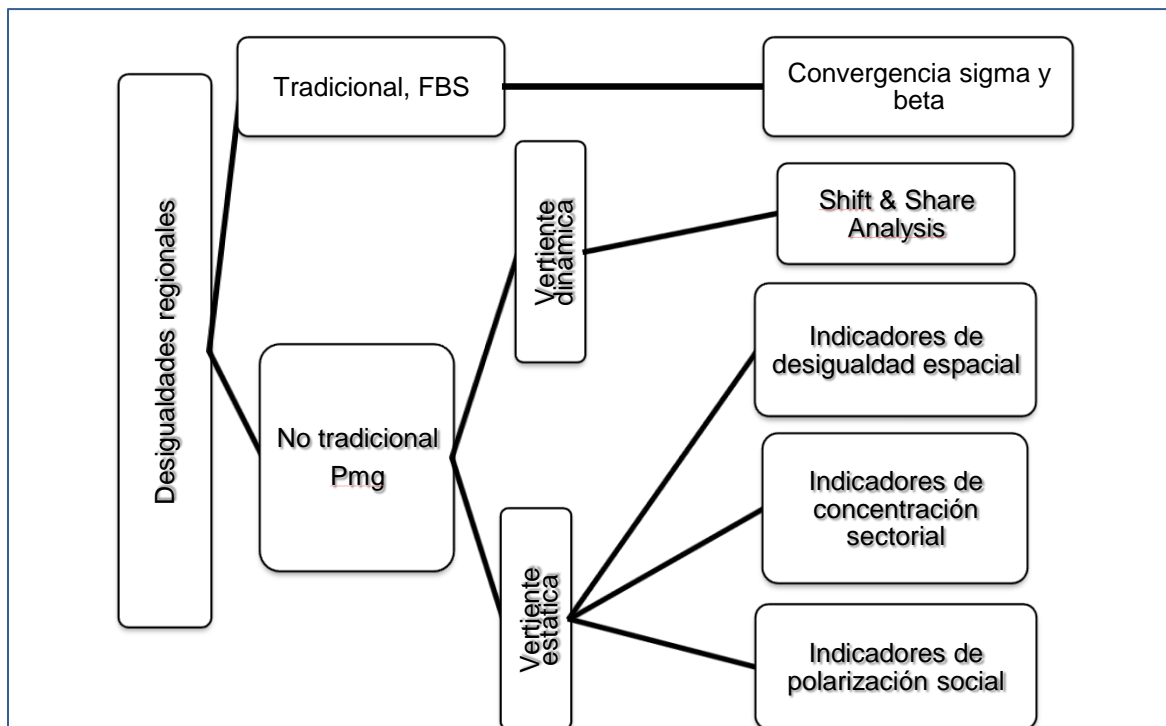 Desigualdades regionales
Tradicional, FBS
Convergencia sigma y
beta
No tradicional
Pmg
Vertiente
dinámica
Shift & Share
Analysis
Vertiente
estática
Indicadores de
desigualdad espacial
Indicadores de
concentración
sectorial
Indicadores de
polarización social